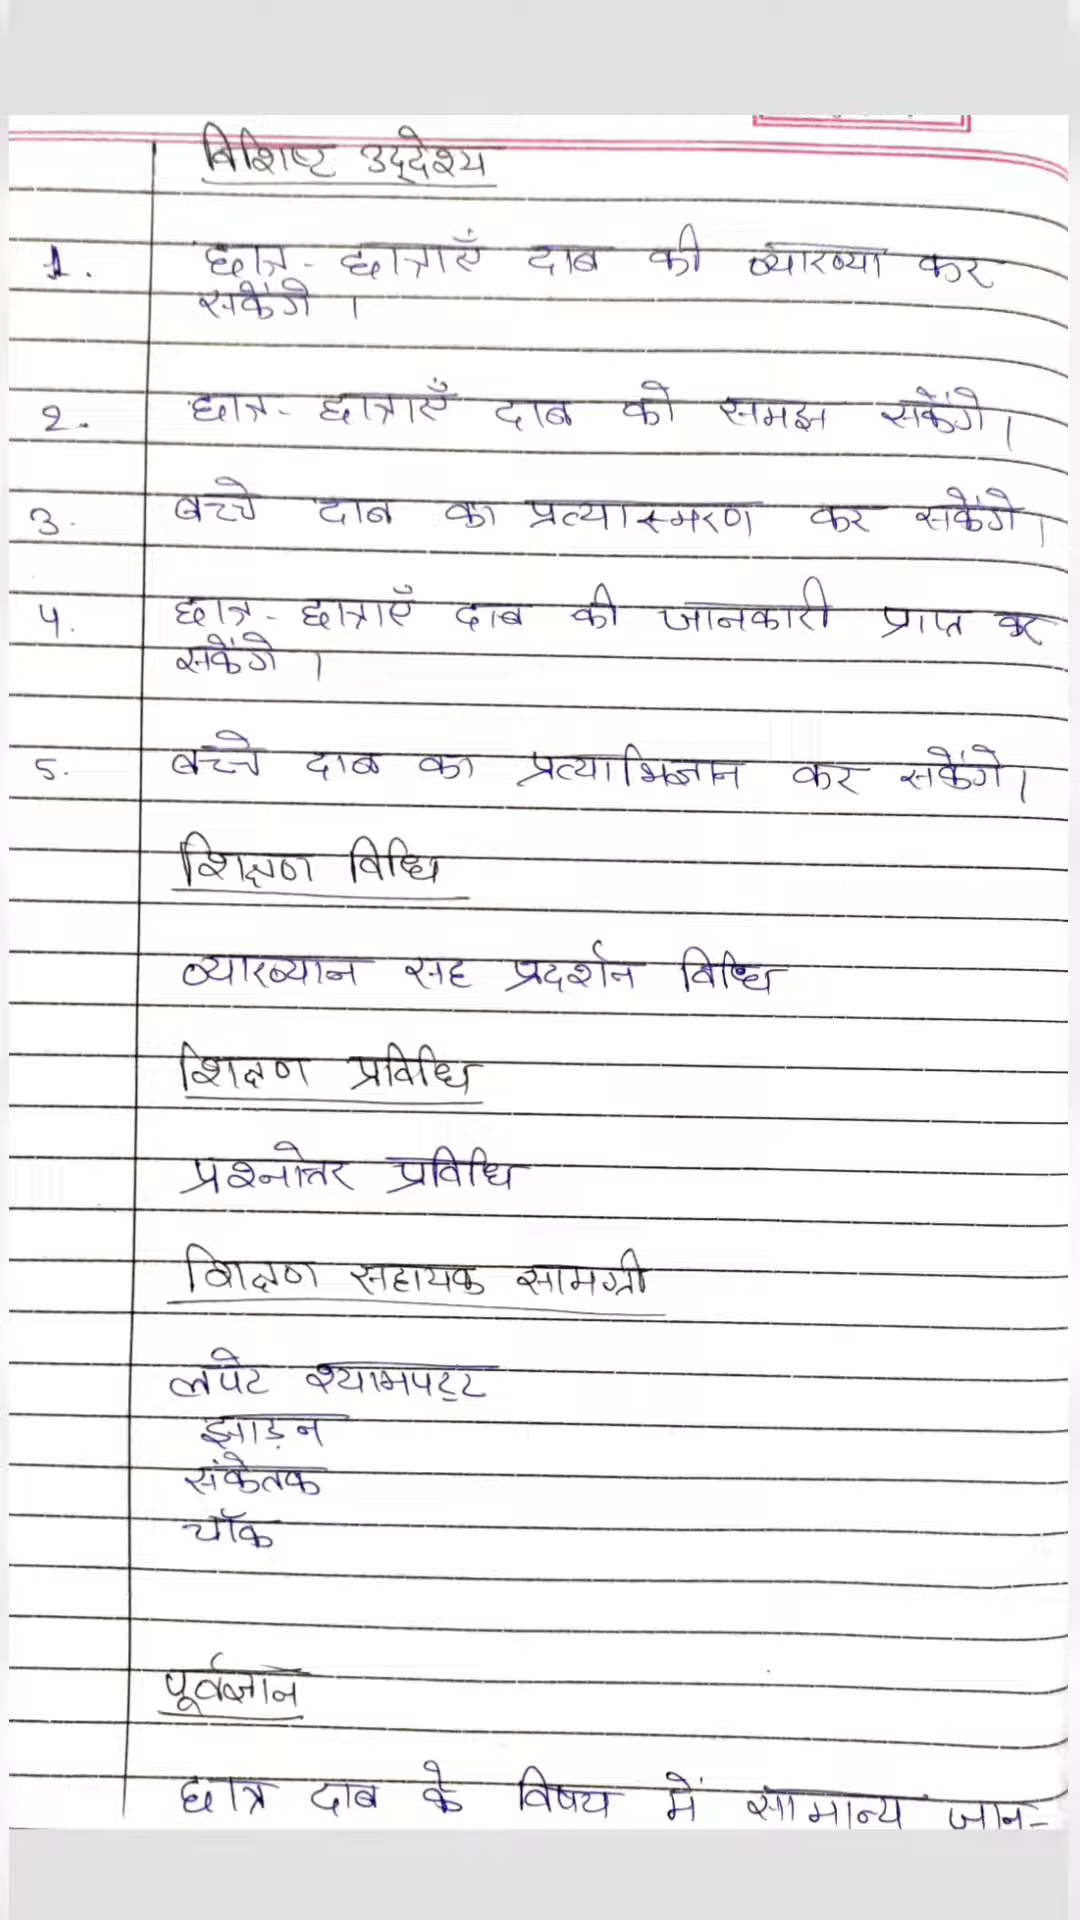 विशिष्ट उद्देश्य
1. छात्र - छात्राएँ दाब की व्याख्या कर
सकेंगे ।
2. छात्र - छात्राएँ दाब को समझ सकेंगे ।
3. बच्चे दाब का प्रत्यास्मरण कर सकेंगे ।
4. छात्र - छात्राएँ दाब की जानकारी प्राप्त कर
सकेंगे ।
5. बच्चे दाब का प्रत्याभिज्ञान कर सकेंगे ।
शिक्षण विधि
व्याख्यान सह प्रदर्शन विधि
शिक्षण प्रविधि
प्रश्नोत्तर प्रविधि
शिक्षण सहायक सामग्री
लपेट श्यामपट्ट
झाड़न
संकेतक
चॉक
पूर्वज्ञान
छात्र दाब के विषय में सामान्य जान-